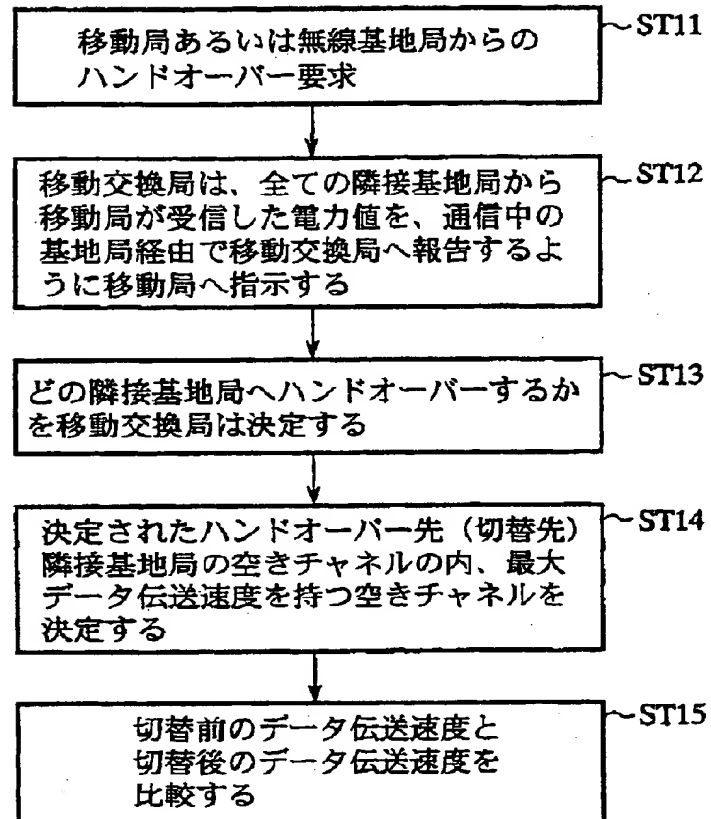 移動局あるいは無線基地局からの
ハンドオーバー要求
ST11
移動交換局は、全ての隣接基地局から
移動局が受信した電力値を、通信中の
基地局経由で移動交換局へ報告するよ
うに移動局へ指示する
ST12
どの隣接基地局へハンドオーバーするか
を移動交換局は決定する
ST13
決定されたハンドオーバー先（切替先）
隣接基地局の空きチャネルの内、最大
データ伝送速度を持つ空きチャネルを
決定する
ST14
切替前のデータ伝送速度と
切替後のデータ伝送速度を
比較する
ST15